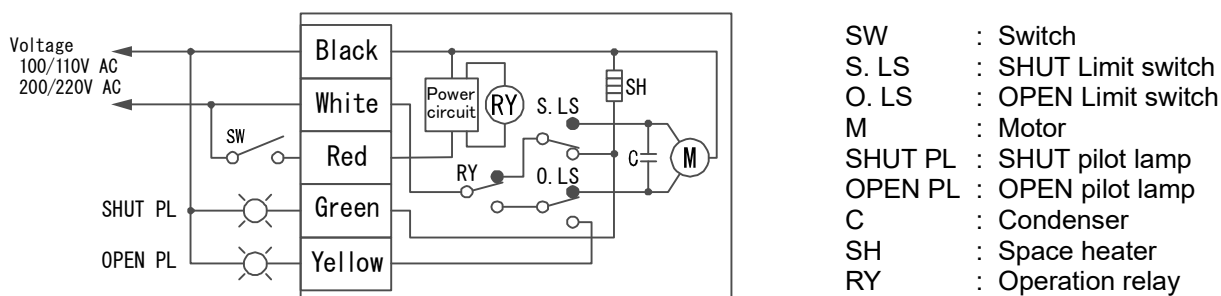 Voltage
100/110V AC
200/220V AC
SW
SHUT PL
OPEN PL
Black
White
Red
Green
Yellow
Power
circuit
RY
SH
S. LS
RY
O. LS
C
M
SW : Switch
S. LS : SHUT Limit switch
O. LS : OPEN Limit switch
M : Motor
SHUT PL : SHUT pilot lamp
OPEN PL : OPEN pilot lamp
C : Condenser
SH : Space heater
RY : Operation relay